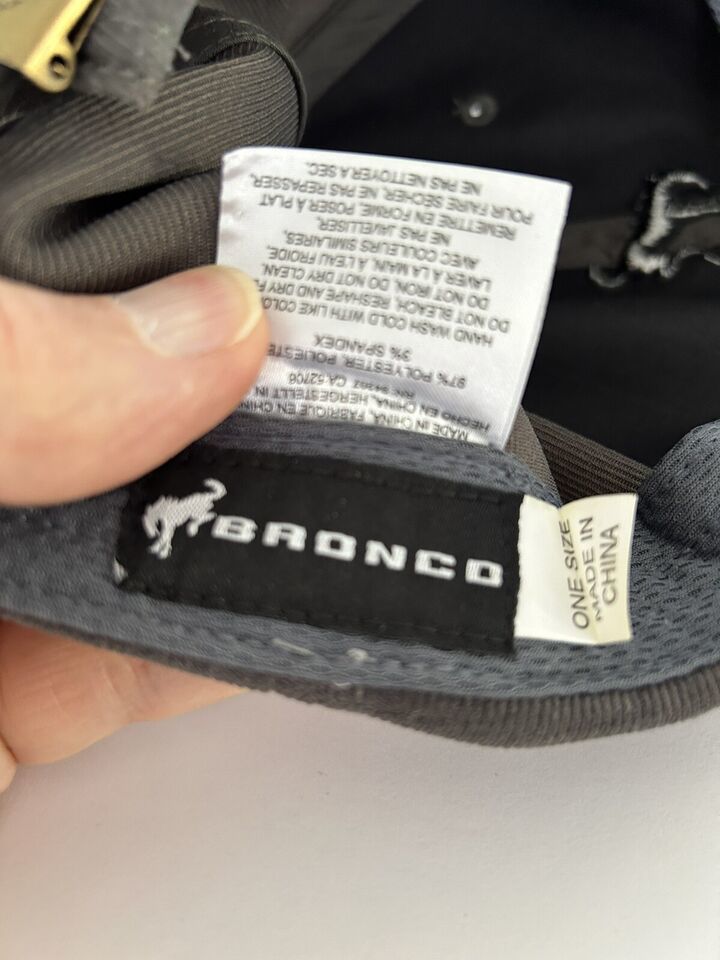 MADE IN CHINA, FABRIQUE EN CHIN
HECHO EN CHINA, HERGESTELLT IN
CA 52706
97% POLYESTER, POLIESTE
3% SPANDEX
HAND WASH COLD WITH LIKE COLO
DO NOT BLEACH, RESHAPE AND DRY F
DO NOT IRON, DO NOT DRY CLEAN.
LAVER À LA MAIN, À L'EAU FROIDE,
AVEC COULEURS SIMILAIRES,
NE PAS JAVELLISER,
REMETTRE EN FORME, POSER À PLAT
POUR FAIRE SÉCHER, NE PAS REPASSER,
NE PAS NETTOYER À SEC.
BRONCO
ONE SIZE
MADE IN
CHINA